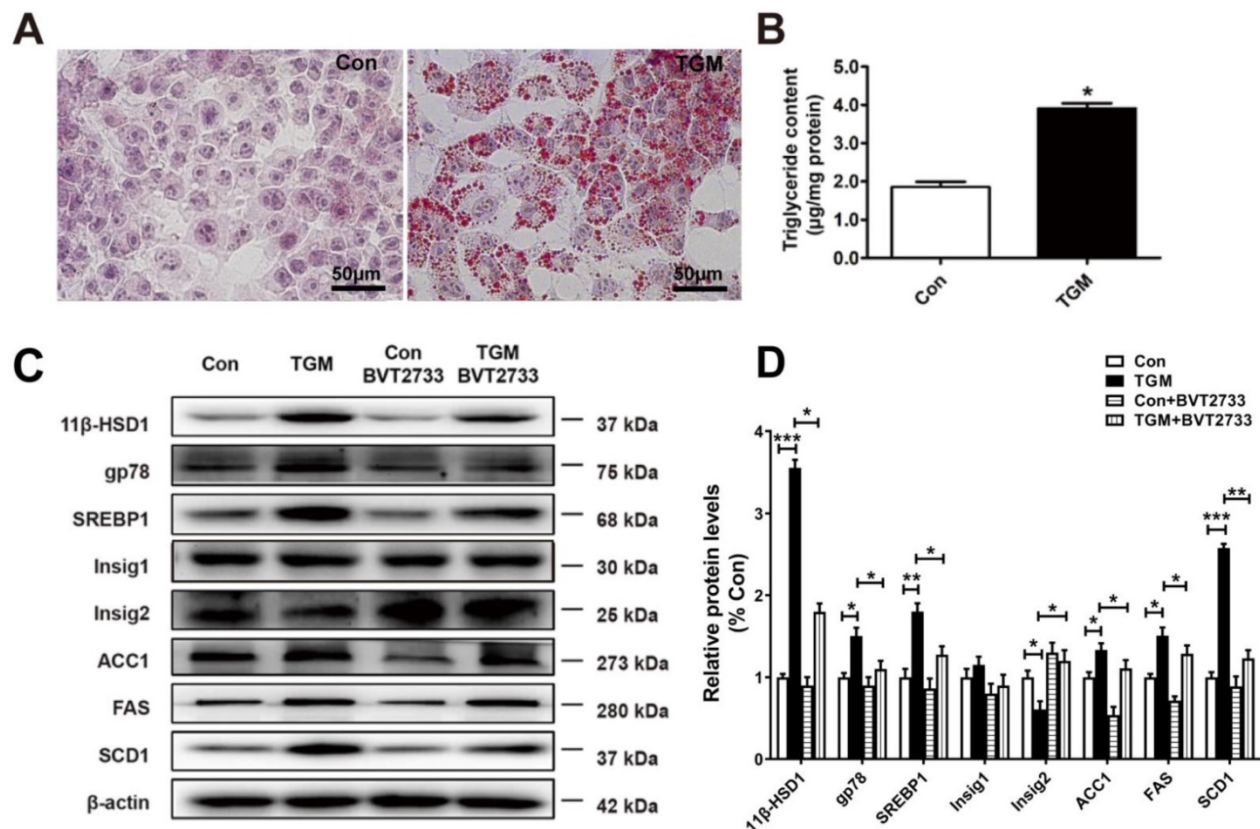 A
Con
50μm
TGM
50μm
B
Triglyceride content
(μg/mg protein)
5.0
4.0
3.0
2.0
1.0
0.0
*
Con
TGM
C
Con
TGM
Con
BVT2733
TGM
BVT2733
11β-HSD1
37 kDa
gp78
75 kDa
SREBP1
68 kDa
Insig1
30 kDa
Insig2
25 kDa
ACC1
273 kDa
FAS
280 kDa
SCD1
37 kDa
β-actin
42 kDa
D
Con
TGM
Con+BVT2733
TGM+BVT2733
Relative protein levels
(% Con)
4
2
1
0
***
*
*
*
**
*
*
*
*
*
*
*
***
**
11β-HSD1
gp78
SREBP1
Insig1
Insig2
ACC1
FAS
SCD1